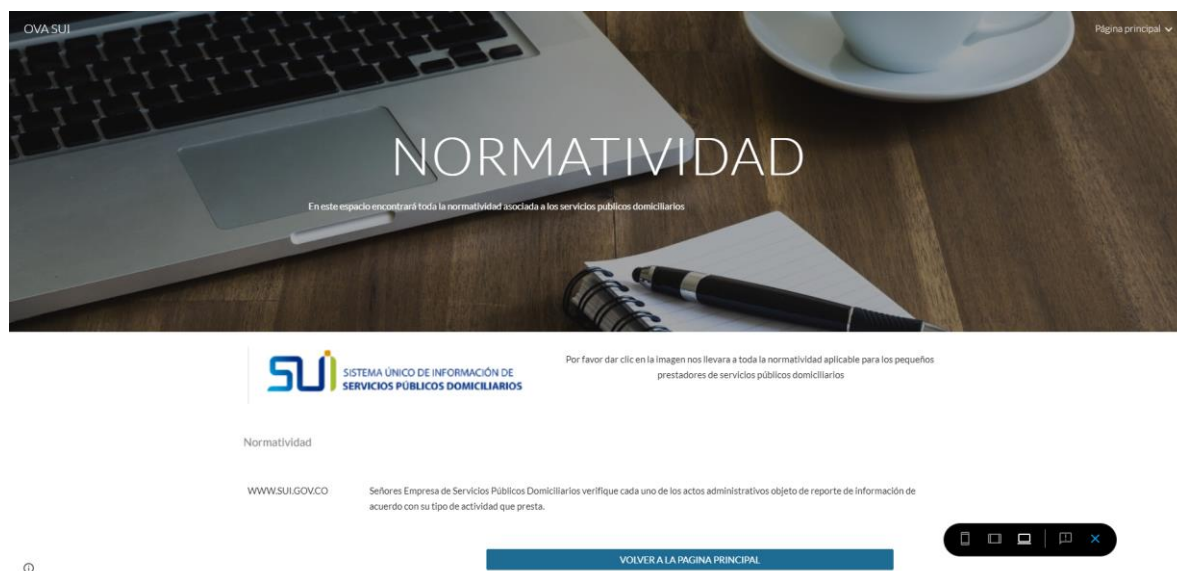 OVA SUI
Página principal
NORMATIVIDAD
En este espacio encontrará toda la normatividad asociada a los servicios publicos domiciliarios
SUI SISTEMA ÚNICO DE INFORMACIÓN DE
SERVICIOS PÚBLICOS DOMICILIARIOS
Por favor dar clic en la imagen nos llevara a toda la normatividad aplicable para los pequeños
prestadores de servicios públicos domiciliarios
Normatividad
WWW.SUI.GOV.CO
Señores Empresa de Servicios Públicos Domiciliarios verifique cada uno de los actos administrativos objeto de reporte de información de
acuerdo con su tipo de actividad que presta.
VOLVER A LA PAGINA PRINCIPAL